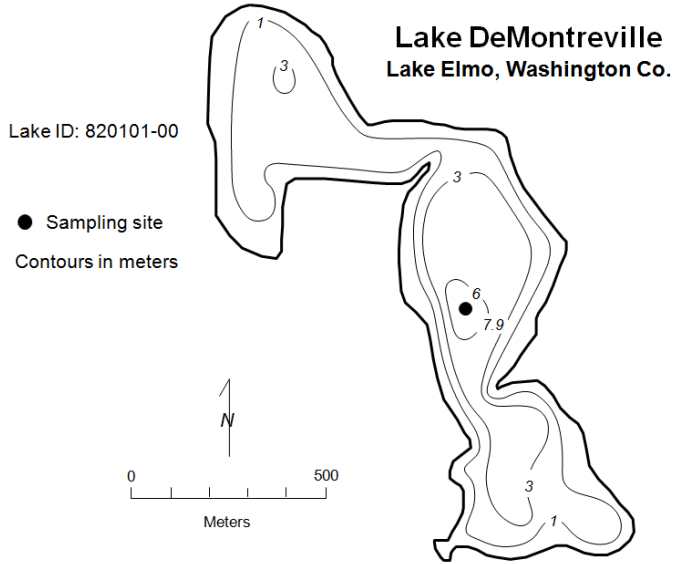 Lake DeMontreville
Lake Elmo, Washington Co.
1
3
Lake ID: 820101-00
3
Sampling site
Contours in meters
6
7.9
N
0 500
Meters
3
1